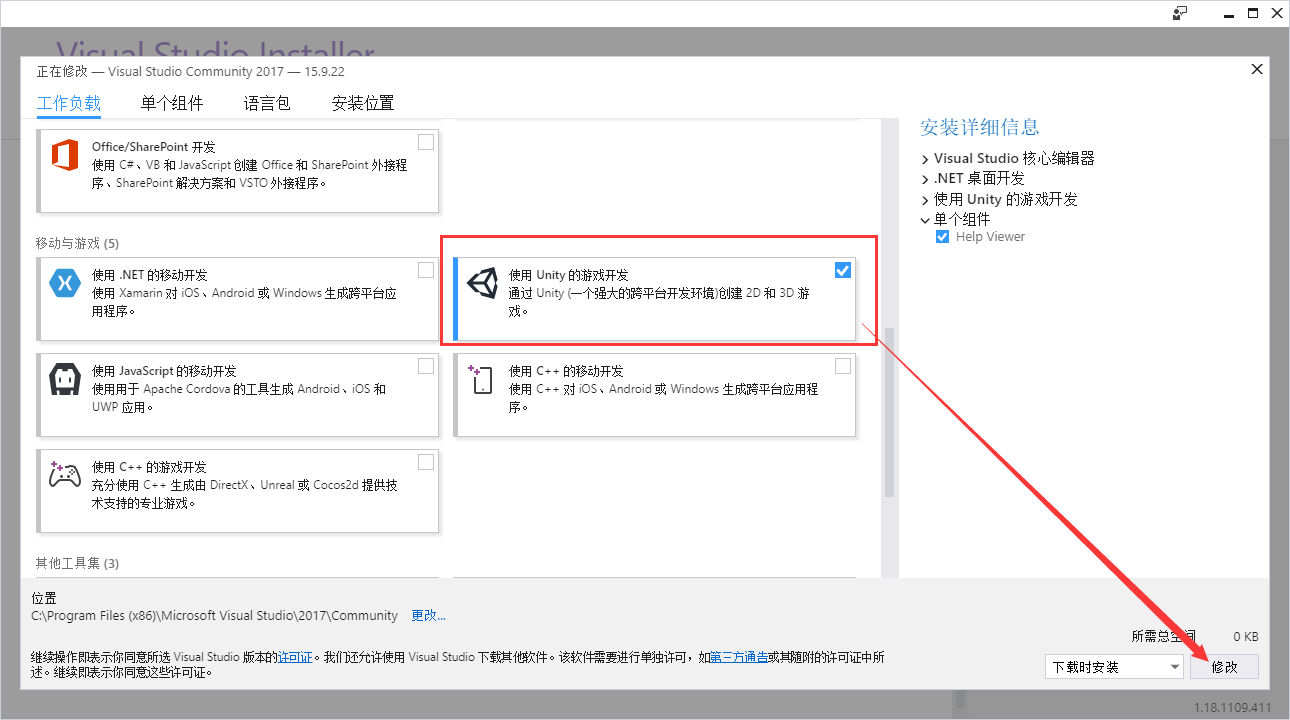 Visual Studio Installer
正在修改 — Visual Studio Community 2017 — 15.9.22
工作负载 单个组件 语言包 安装位置
Office/SharePoint 开发
使用 C#、VB 和 JavaScript 创建 Office 和 SharePoint 外接程
序、SharePoint 解决方案和 VSTO 外接程序。
移动与游戏 (5)
使用 .NET 的移动开发
使用 Xamarin 对 iOS、Android 或 Windows 生成跨平台应
用程序。
使用 Unity 的游戏开发
通过 Unity (一个强大的跨平台开发环境)创建 2D 和 3D 游
戏。
使用 JavaScript 的移动开发
使用用于 Apache Cordova 的工具生成 Android、iOS 和
UWP 应用。
使用 C++ 的移动开发
使用 C++ 对 iOS、Android 或 Windows 生成跨平台应用程
序。
使用 C++ 的游戏开发
充分使用 C++ 生成由 DirectX、Unreal 或 Cocos2d 提供技
术支持的专业游戏。
其他工具集 (3)
安装详细信息
Visual Studio 核心编辑器
.NET 桌面开发
使用 Unity 的游戏开发
单个组件
Help Viewer
位置
C:\Program Files (x86)\Microsoft Visual Studio\2017\Community 更改...
所需总空间 0 KB
继续操作即表示你同意所选 Visual Studio 版本的许可证。我们还允许使用 Visual Studio 下载其他软件。该软件需要进行单独许可，如第三方通告或其随附的许可证中所
述。继续即表示你同意这些许可证。
下载时安装 修改
1.18.1109.411